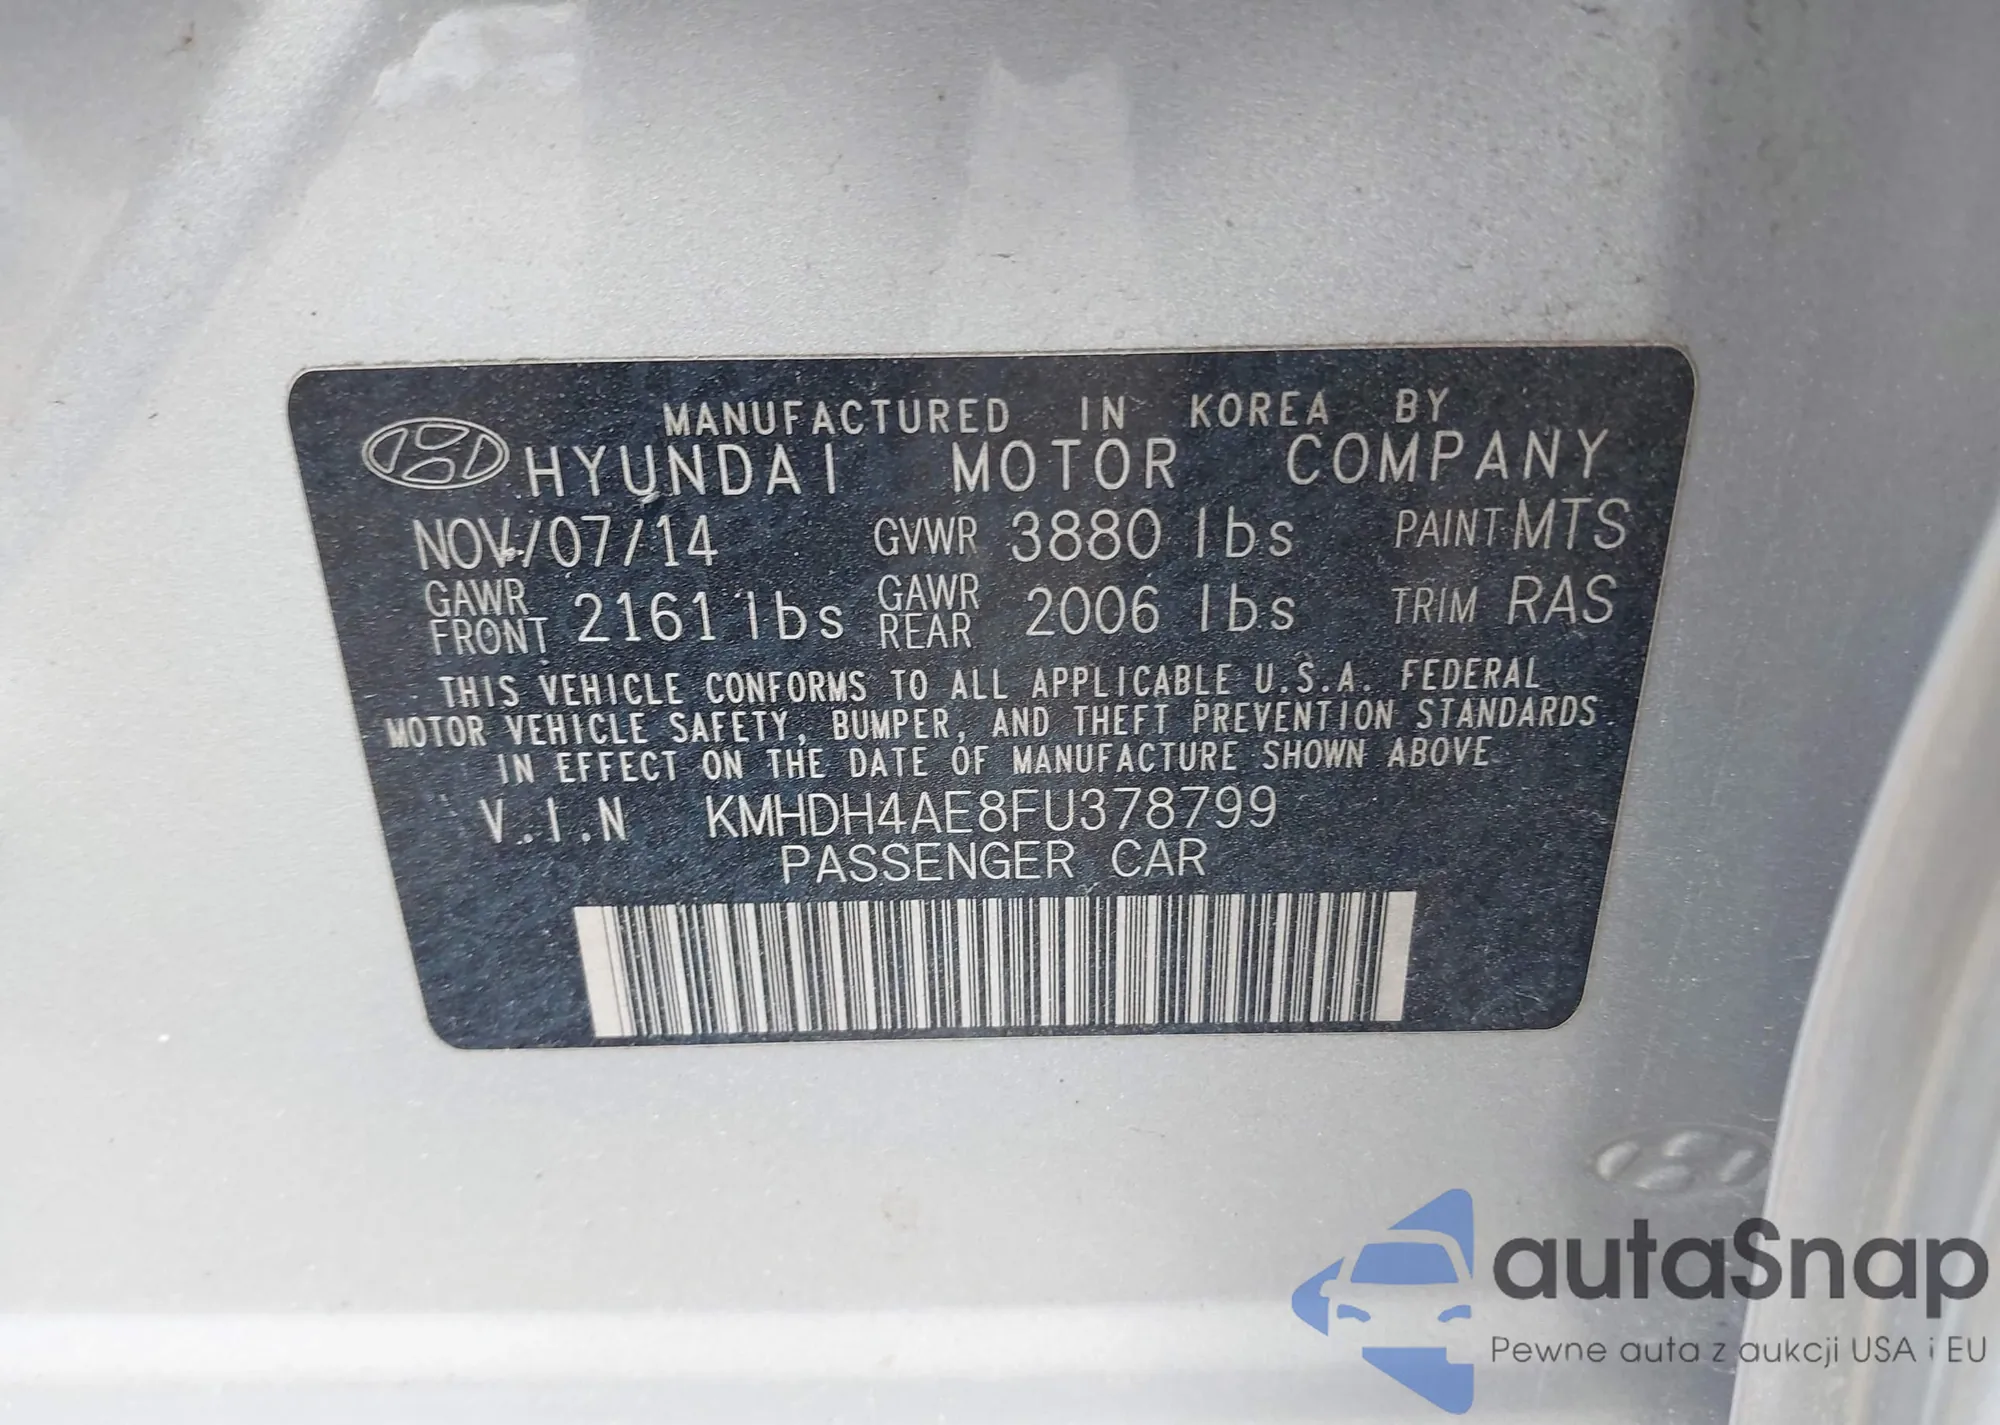 MANUFACTURED IN KOREA BY
HYUNDAI MOTOR COMPANY
NOV/07/14 GVWR 3880 lbs PAINT MTS
GAWR FRONT 2161 lbs GAWR REAR 2006 lbs TRIM RAS
THIS VEHICLE CONFORMS TO ALL APPLICABLE U.S.A. FEDERAL
MOTOR VEHICLE SAFETY, BUMPER, AND THEFT PREVENTION STANDARDS
IN EFFECT ON THE DATE OF MANUFACTURE SHOWN ABOVE
V.I.N KMHDH4AE8FU378799
PASSENGER CAR
autaSnap
Pewne auta z aukcji USA i EU